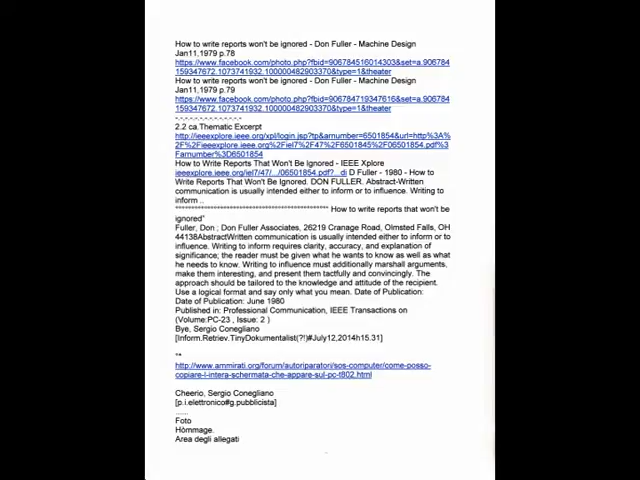 How to write reports won't be ignored - Don Fuller - Machine Design
Jan11,1979 p.78
https://www.facebook.com/photo.php?fbid=906784516014303&set=a.906784
159347672.1073741932.100000482903370&type=1&theater
How to write reports won't be ignored - Don Fuller - Machine Design
Jan11,1979 p.79
https://www.facebook.com/photo.php?fbid=906784719347616&set=a.906784
159347672.1073741932.100000482903370&type=1&theater
-.-.-.-.-.-.-.-.-.-.-.-.-
2.2 ca.Thematic Excerpt
http://ieeexplore.ieee.org/xpl/login.jsp?tp&arnumber=6501854&url=http%3A%
2F%2Fieeexplore.ieee.org%2Fiel7%2F47%2F6501845%2F06501854.pdf%3
Farnumber%3D6501854
How to Write Reports That Won't Be Ignored - IEEE Xplore
ieeexplore.ieee.org/iel7/47/.../06501854.pdf?...di D Fuller - 1980 - How to
Write Reports That Won't Be Ignored. DON FULLER. Abstract-Written
communication is usually intended either to inform or to influence. Writing to
inform ..
°°°°°°°°°°°°°°°°°°°°°°°°°°°°°°°°°°°°°°°°°°°°°°° How to write reports that won't be
ignored"
Fuller, Don ; Don Fuller Associates, 26219 Cranage Road, Olmsted Falls, OH
44138AbstractWritten communication is usually intended either to inform or to
influence. Writing to inform requires clarity, accuracy, and explanation of
significance; the reader must be given what he wants to know as well as what
he needs to know. Writing to influence must additionally marshal arguments,
make them interesting, and present them tactfully and convincingly. The
approach should be tailored to the knowledge and attitude of the recipient.
Use a logical format and say only what you mean. Date of Publication:
Date of Publication: June 1980
Published in: Professional Communication, IEEE Transactions on
(Volume:PC-23 , Issue: 2 )
Bye, Sergio Conegliano
[Inform.Retriev.TinyDokumentalist(?!)#July12,2014h15.31]
"*
http://www.ammirati.org/forum/autoriparatori/sos-computer/come-posso-
copiare-l-intera-schermata-che-appare-sul-pc-t802.html
Cheerio, Sergio Conegliano
[p.i.elettronico#g.pubblicista]
......
Foto
Hòmmage.
Area degli allegati